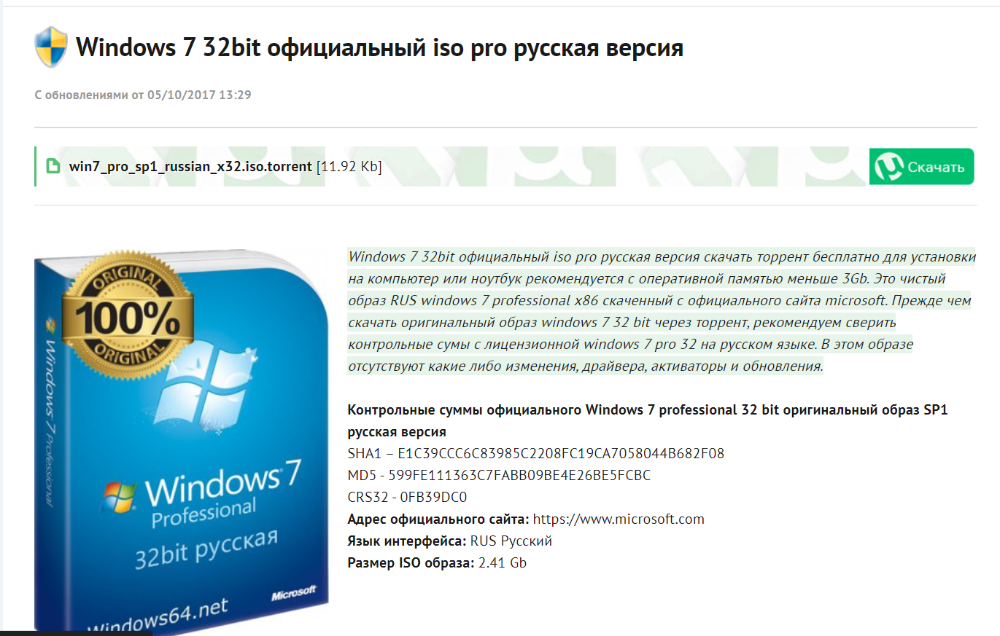 Windows 7 32bit официальный iso pro русская версия
С обновлениями от 05/10/2017 13:29
win7_pro_sp1_russian_x32.iso.torrent [11.92 Kb]
Скачать
Windows 7 32bit официальный iso pro русская версия скачать торрент бесплатно для установки
на компьютер или ноутбук рекомендуется с оперативной памятью меньше 3Gb. Это чистый
образ RUS windows 7 professional x86 скаченный с официального сайта microsoft. Прежде чем
скачать оригинальный образ windows 7 32 bit через торрент, рекомендуем сверить
контрольные сумы с лицензионной windows 7 pro 32 на русском языке. В этом образе
отсутствуют какие либо изменения, драйвера, активаторы и обновления.
Контрольные суммы официального Windows 7 professional 32 bit оригинальный образ SP1
русская версия
SHA1 – E1C39CCC6C83985C2208FC19CA7058044B682F08
MD5 - 599FE111363C7FABB09BE4E26BE5FCBC
CRS32 - 0FB39DC0
Адрес официального сайта: https://www.microsoft.com
Язык интерфейса: RUS Русский
Размер ISO образа: 2.41 Gb
ORIGINAL
100%
ORIGINAL
Windows 7 Professional
Windows 7
Professional
32bit русская
Microsoft
Windows64.net